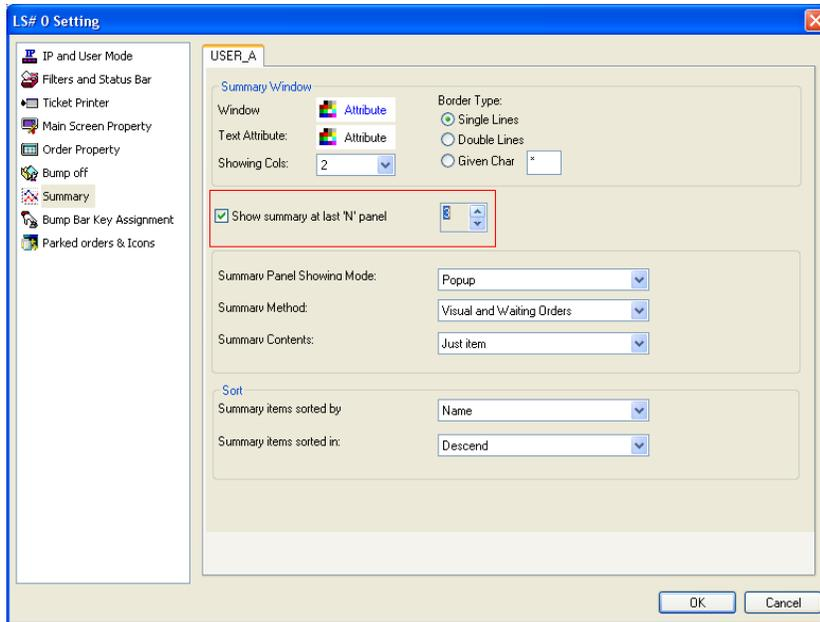 LS# 0 Setting
IP and User Mode
Filters and Status Bar
Ticket Printer
Main Screen Property
Order Property
Bump off
Summary
Bump Bar Key Assignment
Parked orders & Icons
USER_A
Summary Window
Window Attribute
Text Attribute: Attribute
Showing Cols: 2
Border Type:
Single Lines
Double Lines
Given Char *
Show summary at last 'N' panel 3
Summary Panel Showing Mode: Popup
Summary Method: Visual and Waiting Orders
Summary Contents: Just item
Sort
Summary items sorted by Name
Summary items sorted in: Descend
OK Cancel